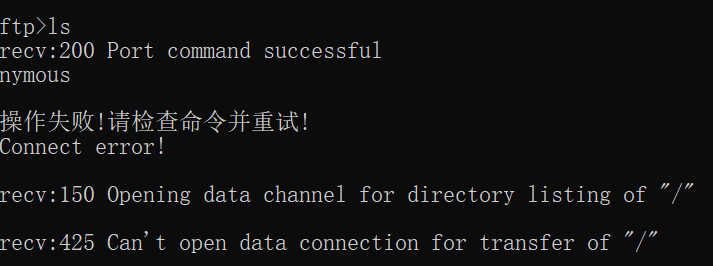 ftp>ls
recv:200 Port command successful
nymous
操作失败!请检查命令并重试!
Connect error!
recv:150 Opening data channel for directory listing of "/"
recv:425 Can't open data connection for transfer of "/"